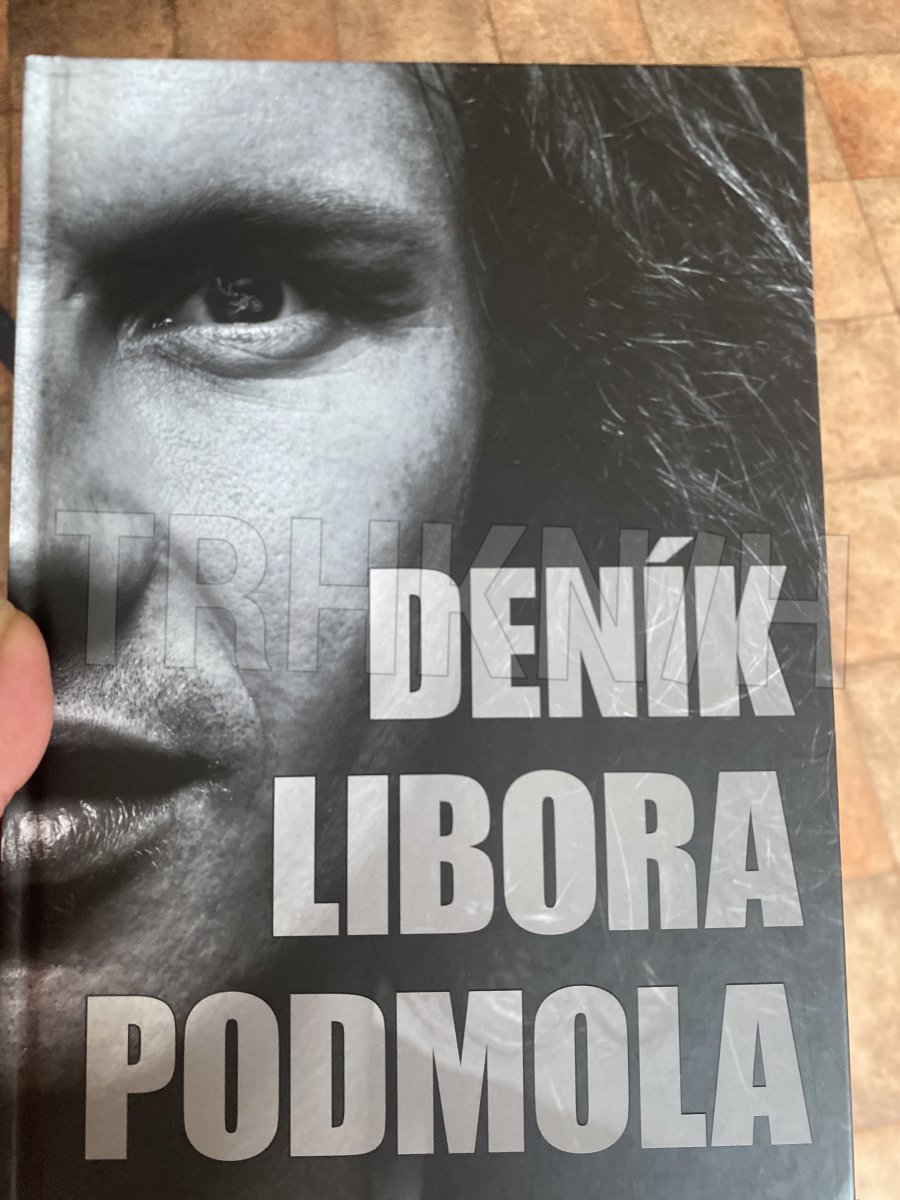 TRHKNIH
DENÍK
LIBORA
PODMOLA